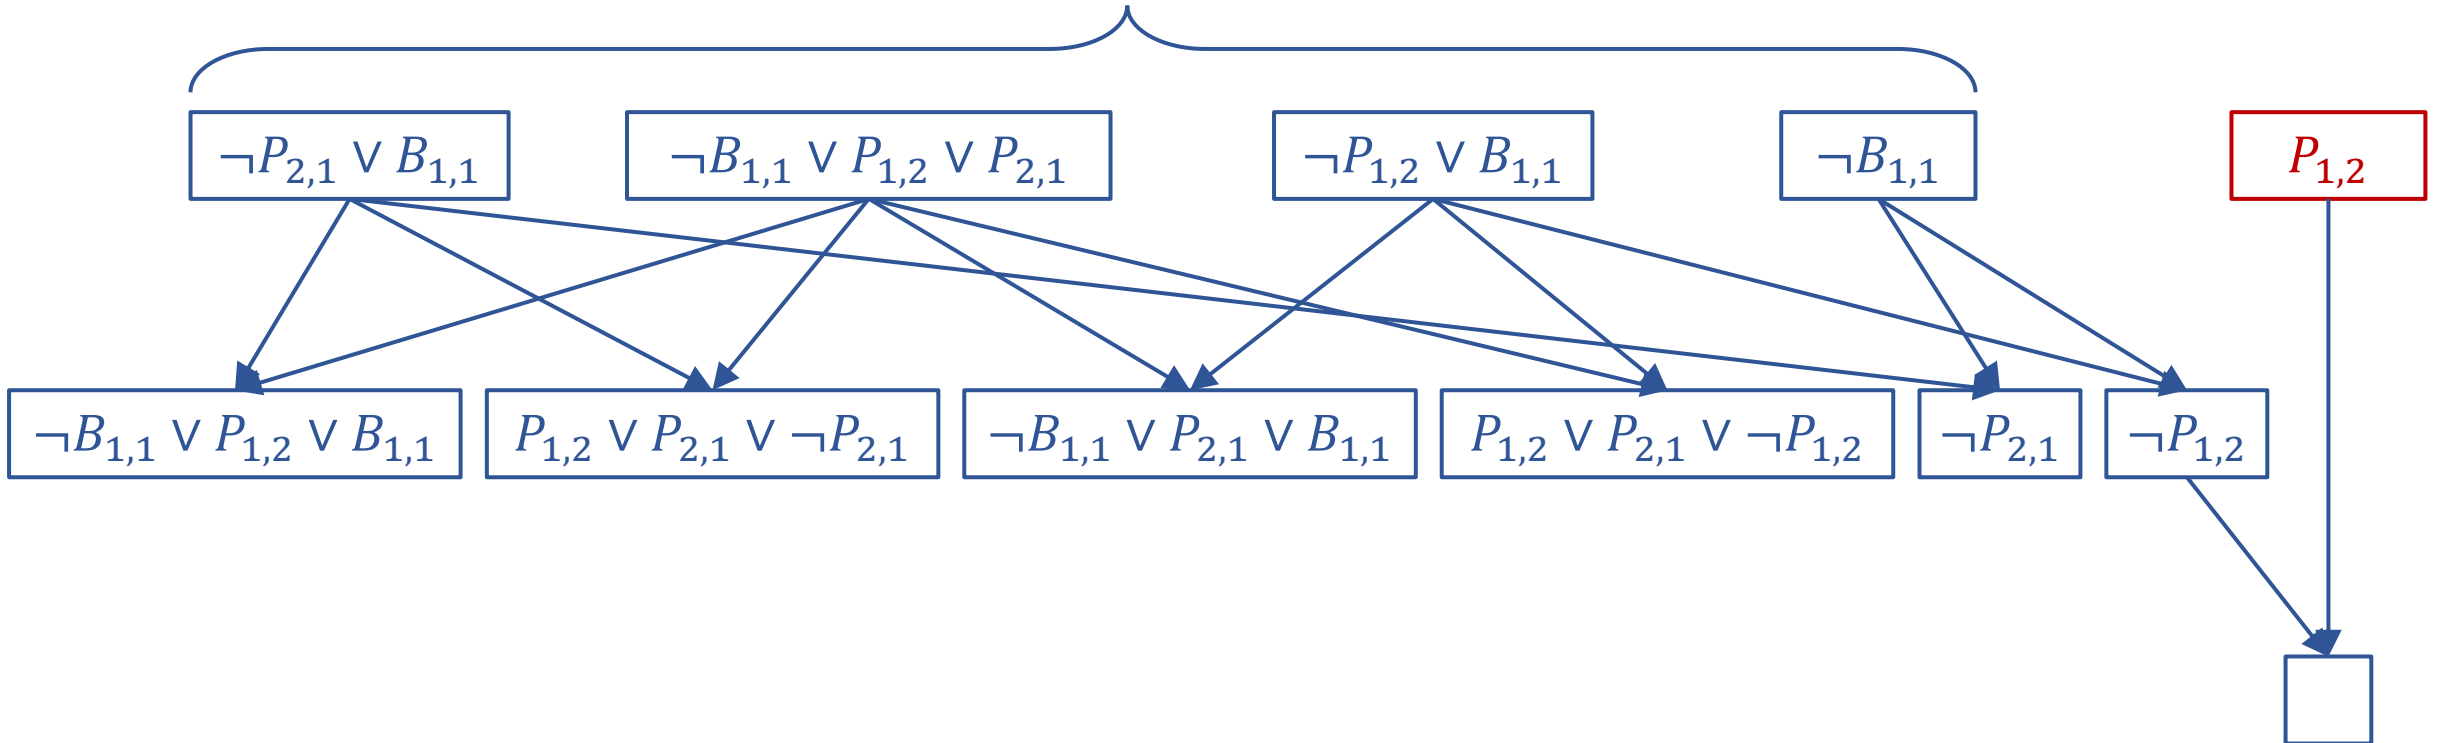 ¬P₂,₁ ∨ B₁,₁ ¬B₁,₁ ∨ P₁,₂ ∨ P₂,₁ ¬P₁,₂ ∨ B₁,₁ ¬B₁,₁ P₁,₂
¬B₁,₁ ∨ P₁,₂ ∨ B₁,₁ P₁,₂ ∨ P₂,₁ ∨ ¬P₂,₁ ¬B₁,₁ ∨ P₂,₁ ∨ B₁,₁ P₁,₂ ∨ P₂,₁ ∨ ¬P₁,₂ ¬P₂,₁ ¬P₁,₂